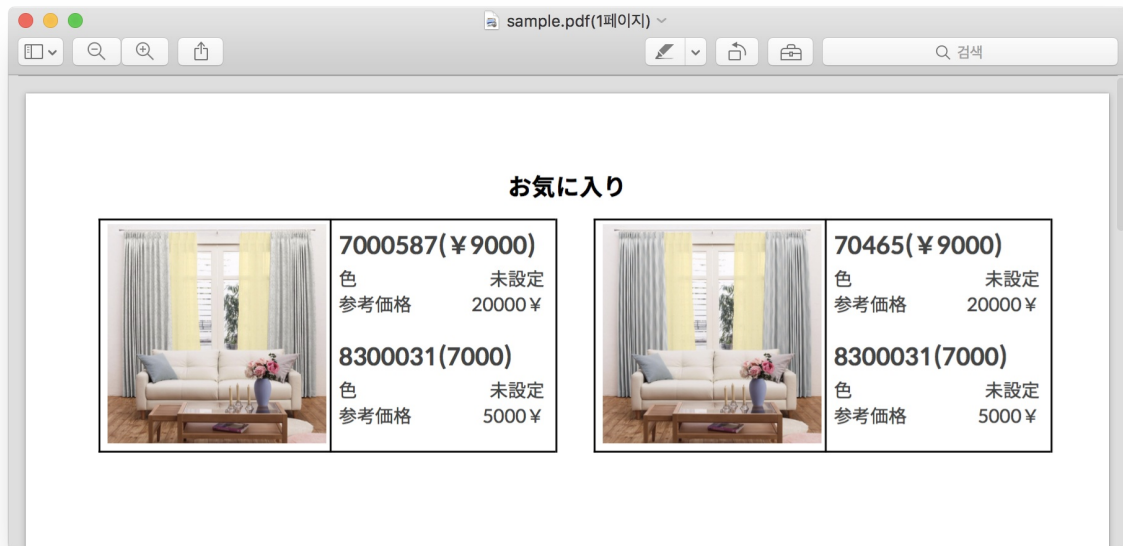 sample.pdf(1페이지)
검색
お気に入り
7000587(￥9000)
色 未設定
参考価格 20000￥
8300031(7000)
色 未設定
参考価格 5000￥
70465(￥9000)
色 未設定
参考価格 20000￥
8300031(7000)
色 未設定
参考価格 5000￥